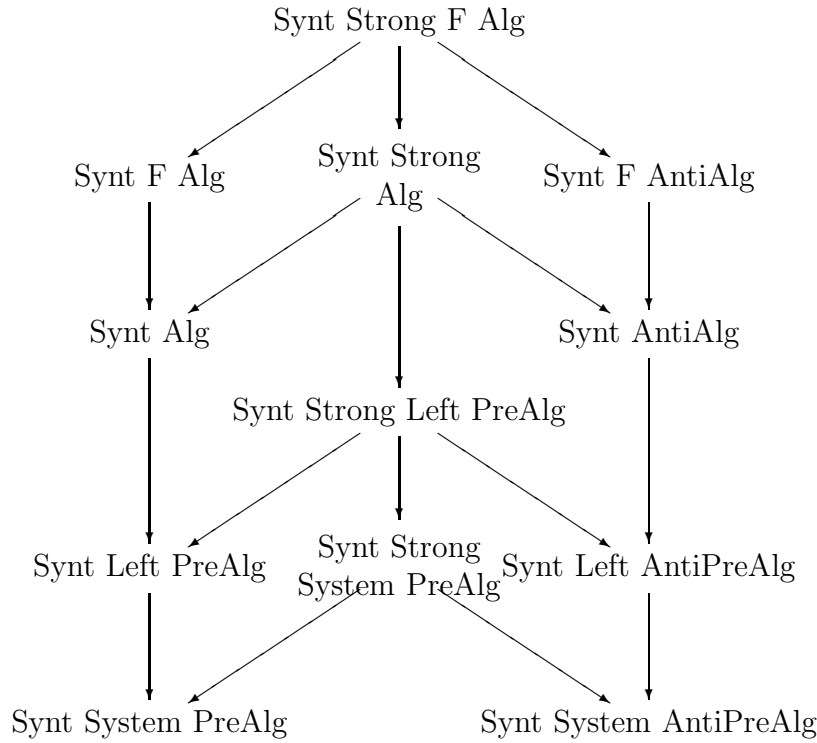 Synt Strong F Alg
Synt Strong
Alg
Synt F Alg
Synt F AntiAlg
Synt Alg
Synt AntiAlg
Synt Strong Left PreAlg
Synt Strong
System PreAlg
Synt Left PreAlg
Synt Left AntiPreAlg
Synt System PreAlg
Synt System AntiPreAlg